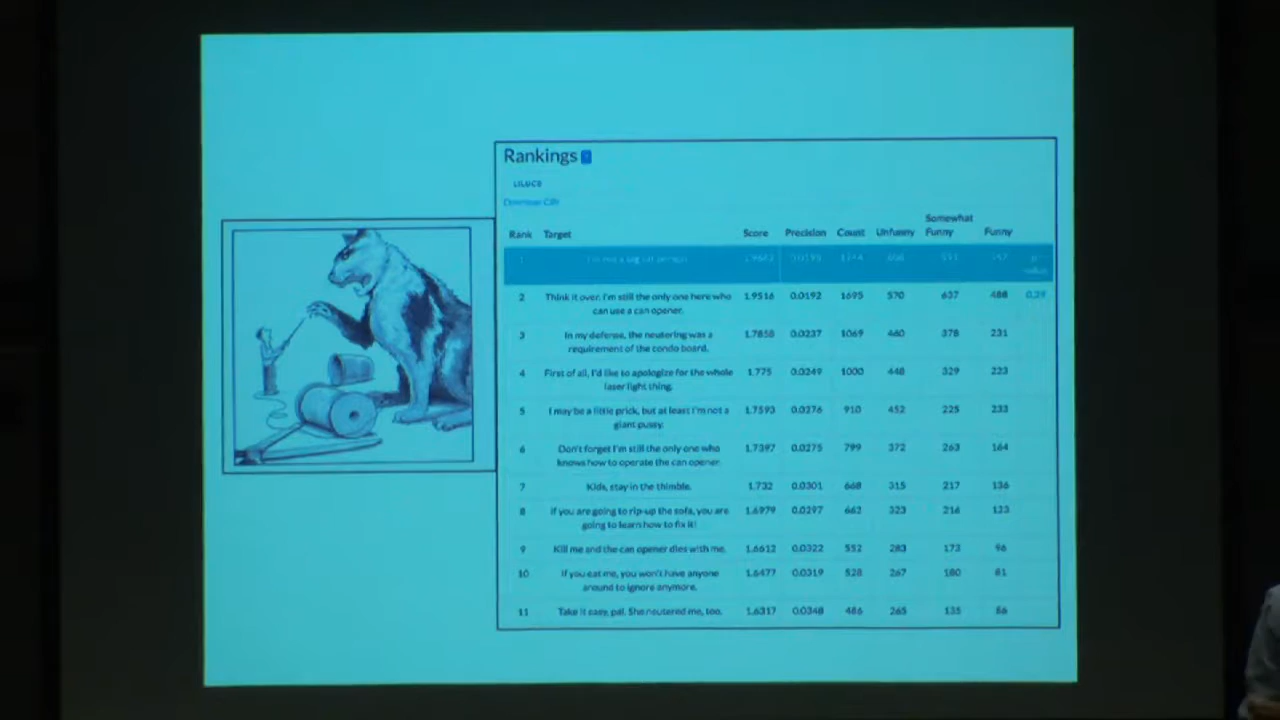 Rankings
LILUCB
Download CSV
Rank Target Score Precision Count Unfunny Somewhat Funny Funny
1 I'm not a big cat person.
2 Think it over. I'm still the only one here who 1.9516 0.0192 1695 570 637 488
can use a can opener.
3 In my defense, the neutering was a 1.7858 0.0237 1069 460 378 231
requirement of the condo board.
4 First of all, I'd like to apologize for the whole 1.775 0.0249 1000 448 329 223
laser light thing.
5 I may be a little prick, but at least I'm not a 1.7593 0.0276 910 452 225 233
giant pussy.
6 Don't forget I'm still the only one who 1.7397 0.0275 799 372 263 164
knows how to operate the can opener.
7 Kids, stay in the thimble. 1.732 0.0301 668 315 217 136
8 If you are going to rip up the sofa, you are 1.6979 0.0297 662 323 216 123
going to learn how to fix it!
9 Kill me and the can opener dies with me. 1.6612 0.0322 552 283 173 96
10 If you eat me, you won't have anyone 1.6477 0.0319 528 267 180 81
around to ignore anymore.
11 Take it easy, pal. She neutered me, too. 1.6317 0.0348 486 265 135 86